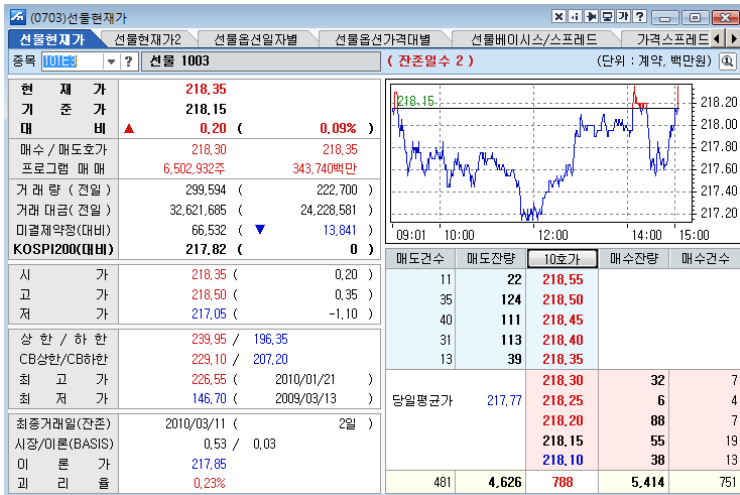 (0703)선물현재가
선물현재가 선물현재가2 선물옵션일자별 선물옵션가격대별 선물베이시스/스프레드 가격스프레드
종목 101E3 ? 선물 1003 ( 잔존일수 2 ) (단위 : 계약, 백만원)
현 재 가 218.35
기 준 가 218.15
대 비 ▲ 0.20 ( 0.09% )
매수 / 매도호가 218.30 218.35
프로그램 매매 6,502,932주 343,740백만
거 래 량 ( 전일 ) 299,594 ( 222,700 )
거래 대금( 전일 ) 32,621,685 ( 24,228,581 )
미결제약정(대비) 66,532 ( ▼ 13,841 )
KOSPI200(대비) 217.82 ( 0 )
시 가 218.35 ( 0.20 )
고 가 218.50 ( 0.35 )
저 가 217.05 ( -1.10 )
상 한 / 하 한 239.95 / 196.35
CB상한/CB하한 229.10 / 207.20
최 고 가 226.55 ( 2010/01/21 )
최 저 가 146.70 ( 2009/03/13 )
최종거래일(잔존) 2010/03/11 ( 2일 )
시장/이론(BASIS) 0.53 / 0.03
이 론 가 217.85
괴 리 율 0.23%
218.15
218.20
218.00
217.80
217.60
217.40
217.20
09:01 10:00 12:00 14:00 15:00
매도건수 매도잔량 10호가 매수잔량 매수건수
11 22 218.55
35 124 218.50
40 111 218.45
31 113 218.40
13 39 218.35
218.30 32 7
당일평균가 217.77 218.25 6 4
218.20 88 7
218.15 55 19
218.10 38 13
481 4,626 788 5,414 751